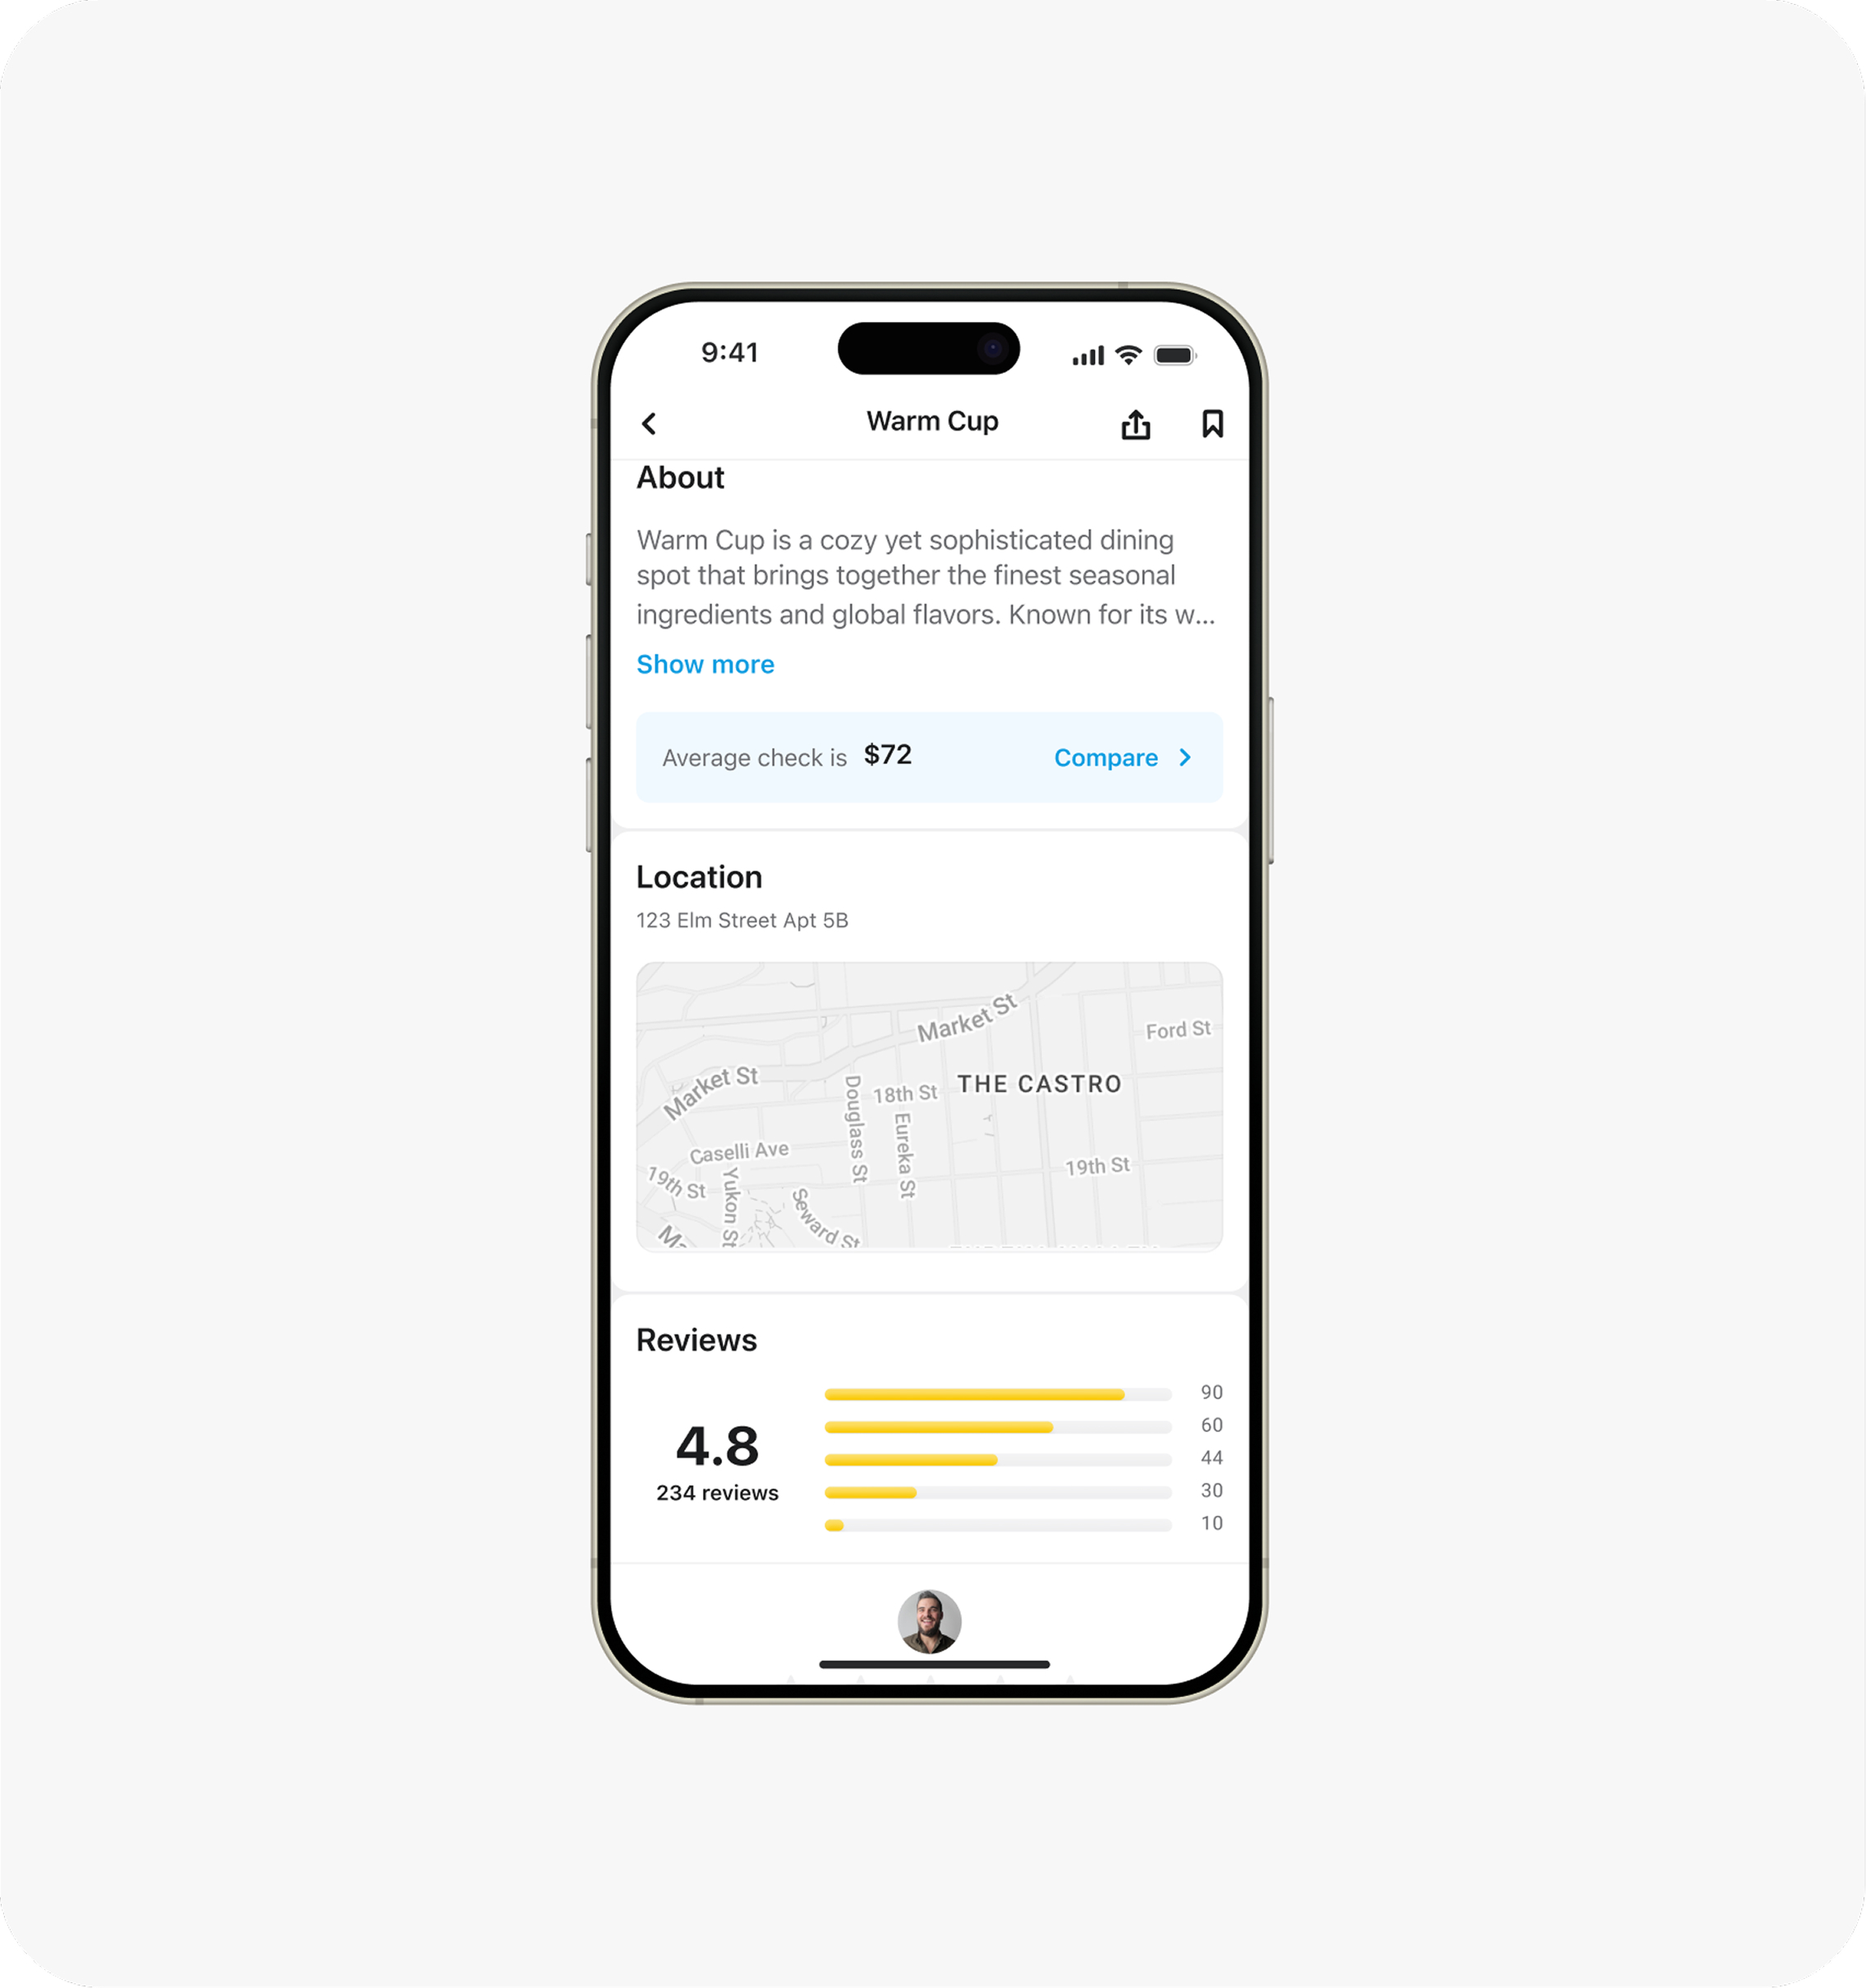 9:41
Warm Cup
About
Warm Cup is a cozy yet sophisticated dining
spot that brings together the finest seasonal
ingredients and global flavors. Known for its w...
Show more
Average check is $72
Compare
Location
123 Elm Street Apt 5B
Market St
Ford St
Market St
THE CASTRO
18th St
Douglass St
Eureka St
Caselli Ave
19th St
19th St
Yukon St
Seward St
Reviews
90
60
4.8
44
234 reviews
30
10